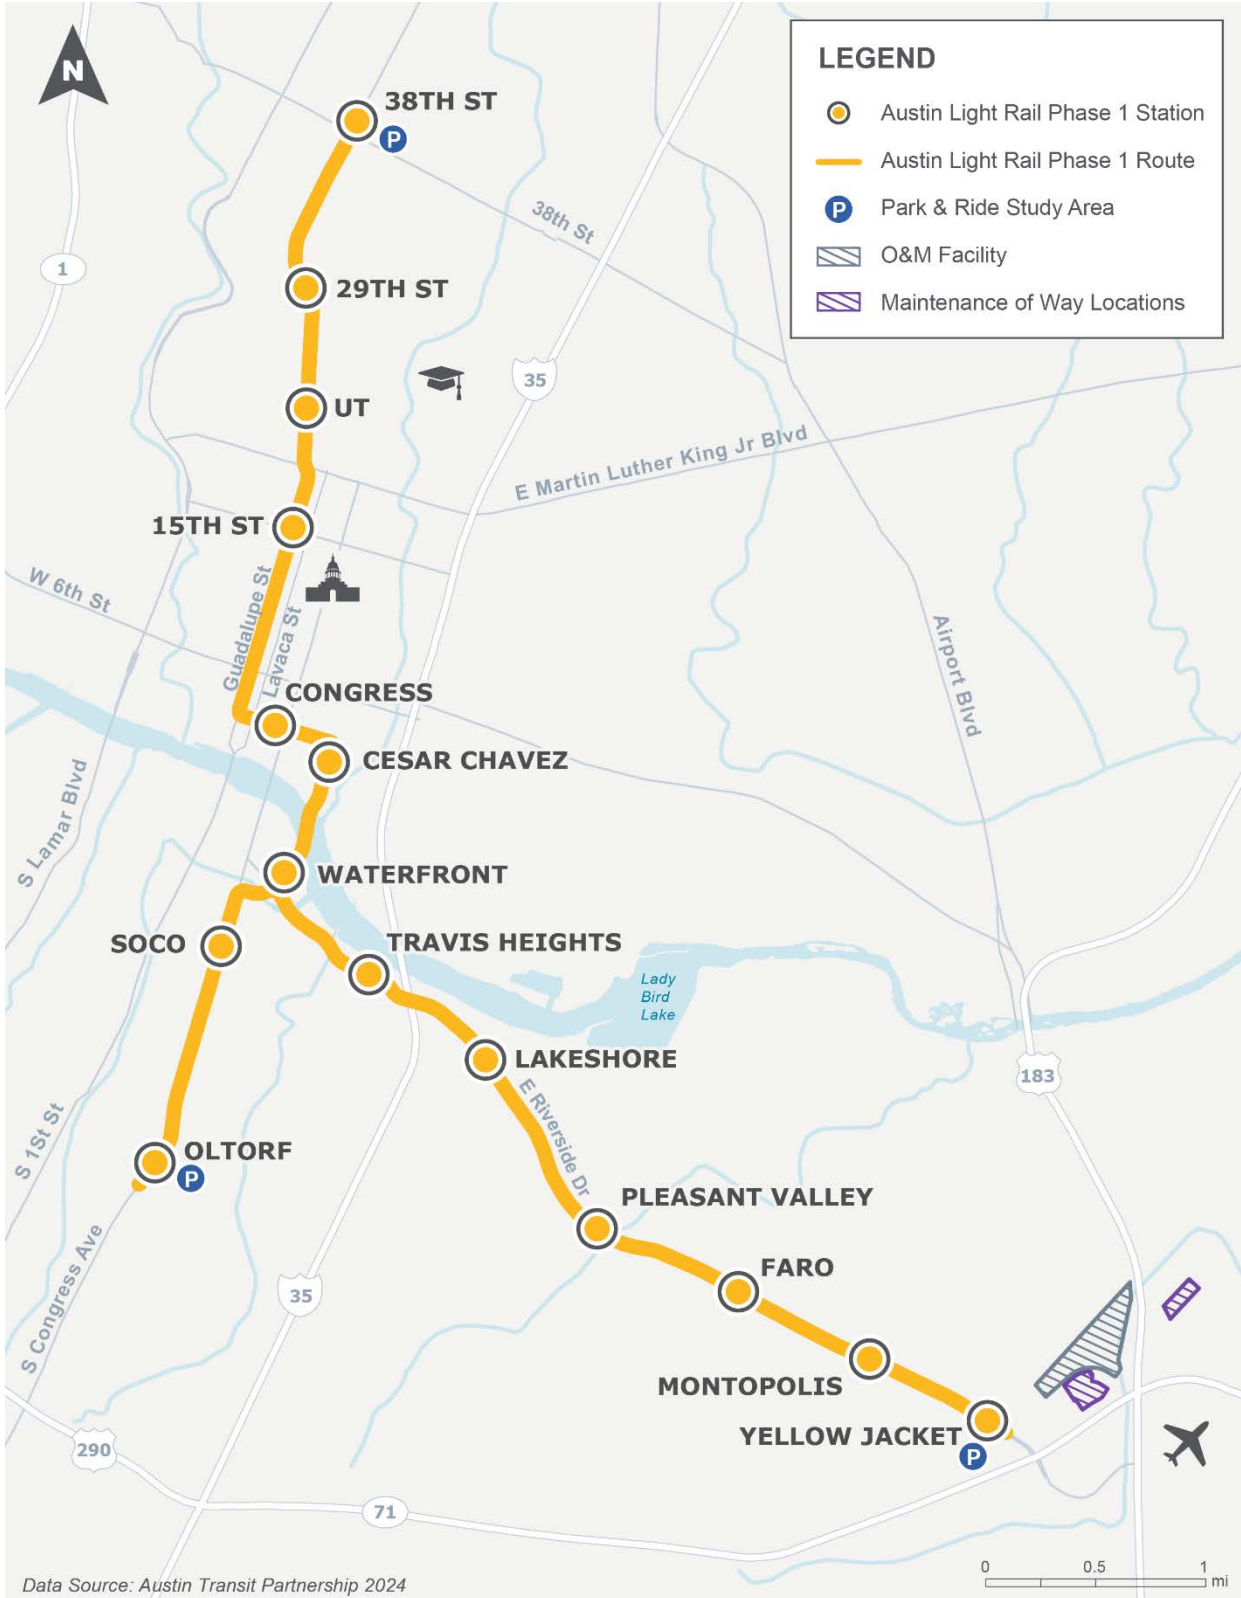 N
LEGEND
Austin Light Rail Phase 1 Station
Austin Light Rail Phase 1 Route
P Park & Ride Study Area
O&M Facility
Maintenance of Way Locations
38TH ST
P
38th St
1
29TH ST
35
UT
E Martin Luther King Jr Blvd
15TH ST
W 6th St
Guadalupe St
Lavaca St
Airport Blvd
CONGRESS
CESAR CHAVEZ
S Lamar Blvd
WATERFRONT
SOCO
TRAVIS HEIGHTS
Lady
Bird
Lake
LAKESHORE
183
E Riverside Dr
S 1St St
OLTORF
P
PLEASANT VALLEY
S Congress Ave
FARO
35
MONTOPOLIS
YELLOW JACKET
P
290
71
0 0.5 1
mi
Data Source: Austin Transit Partnership 2024